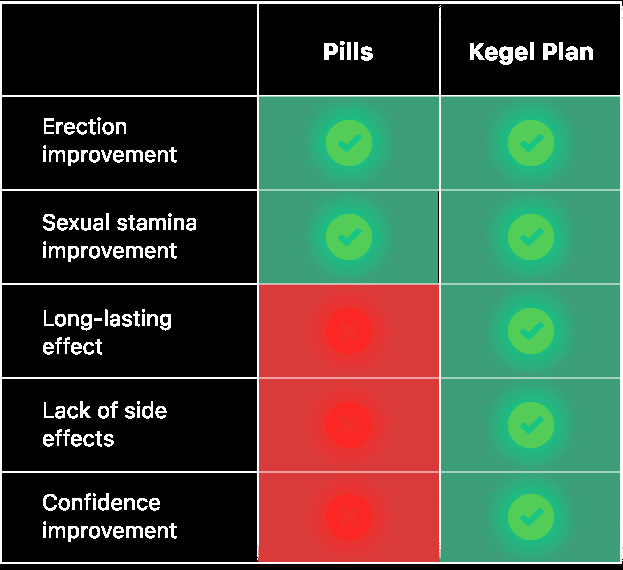 Pills Kegel Plan
Erection
improvement
Sexual stamina
improvement
Long-lasting
effect
Lack of side
effects
Confidence
improvement